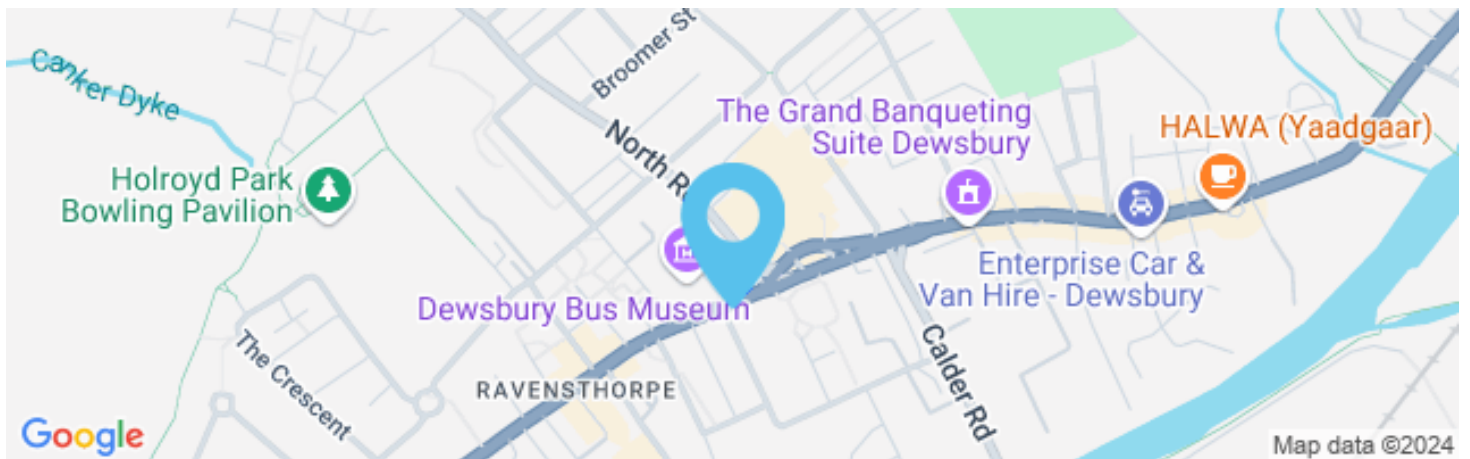 Canker Dyke
Broomer St
North R
The Grand Banqueting
Suite Dewsbury
HALWA (Yaadgaar)
Holroyd Park
Bowling Pavilion
Dewsbury Bus Museum
Enterprise Car &
Van Hire - Dewsbury
Calder Rd
The Crescent
RAVENSTHORPE
Google
Map data ©2024